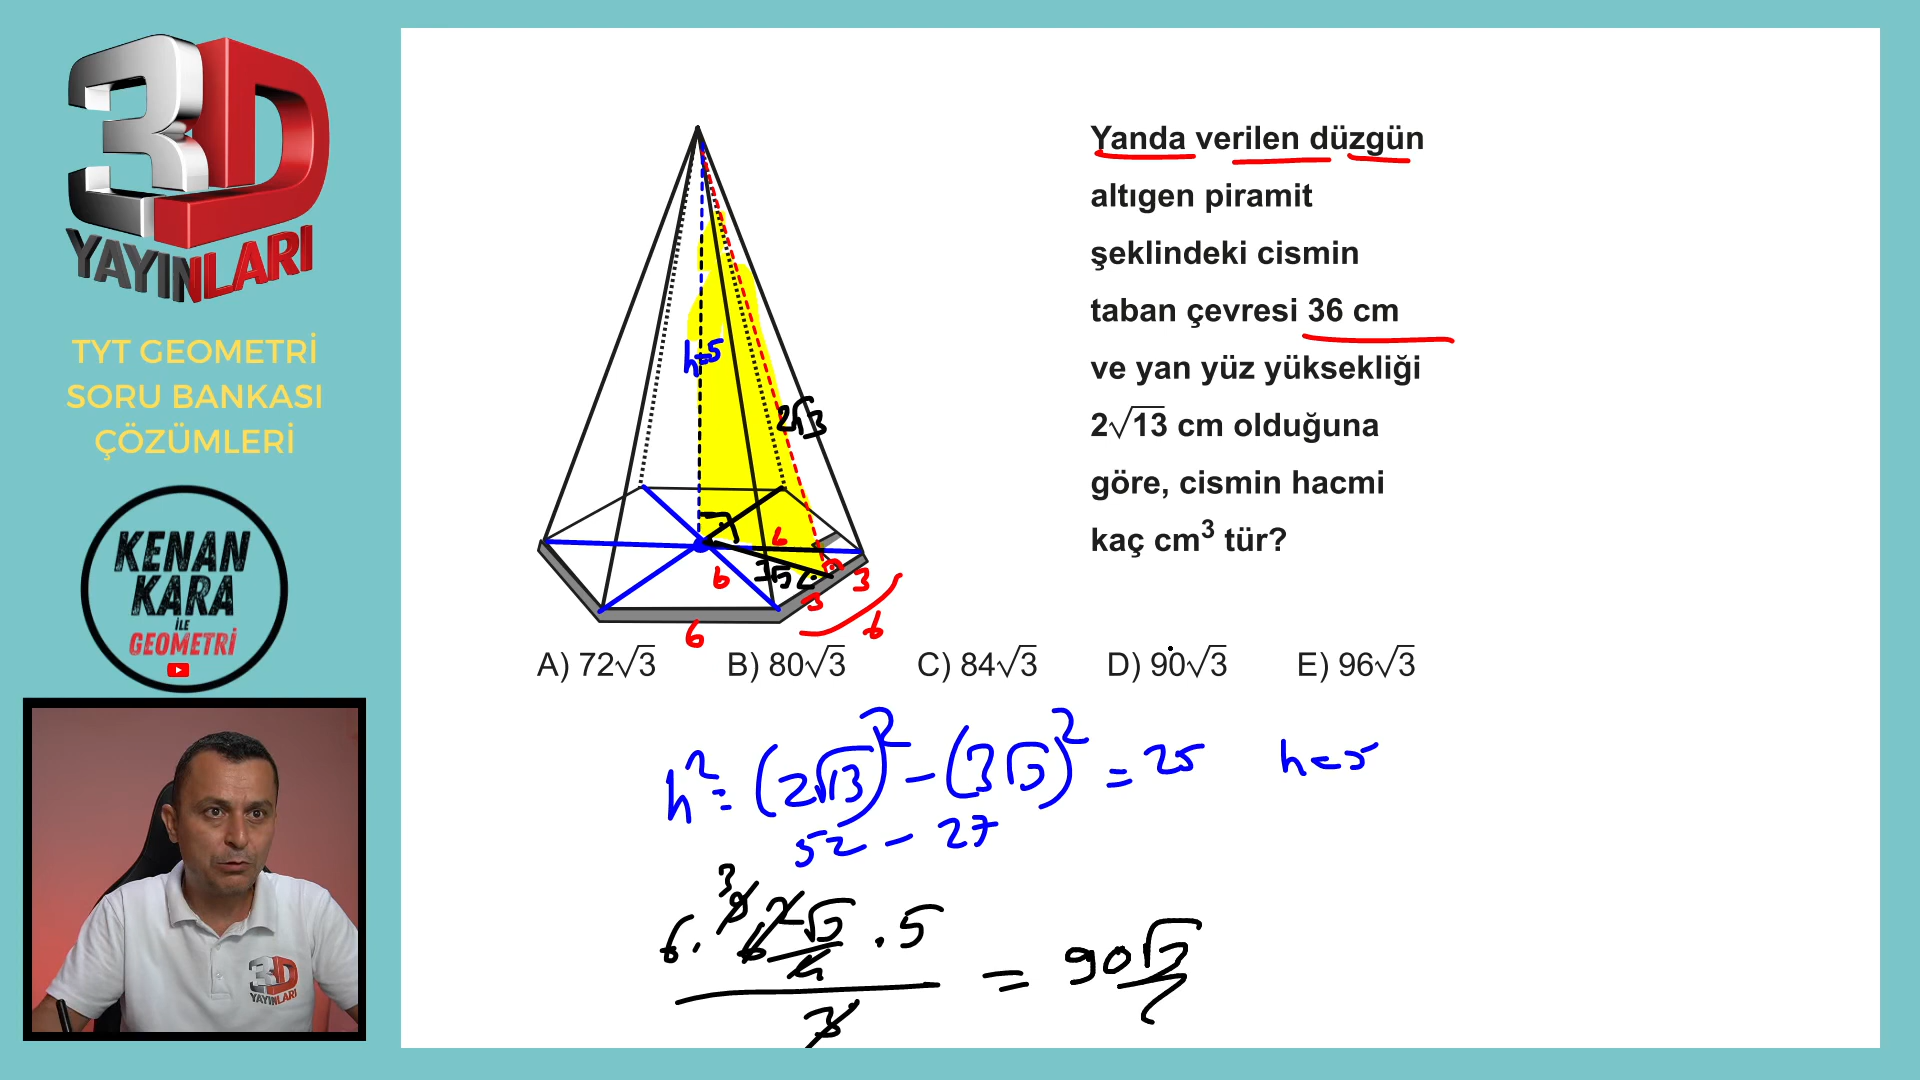 3D
YAYINLARI
TYT GEOMETRİ
SORU BANKASI
ÇÖZÜMLERİ
KENAN
KARA
İLE
GEOMETRİ
3D
YAYINLARI
Yanda verilen düzgün
altıgen piramit
şeklindeki cismin
taban çevresi 36 cm
ve yan yüz yüksekliği
2√13 cm olduğuna
göre, cismin hacmi
kaç cm³ tür?
h=5
2√13
6
6
3√3
3
3
6
6
A) 72√3 B) 80√3 C) 84√3 D) 90√3 E) 96√3
h² = (2√13)² - (3√3)² = 25 h=5
52 - 27
= 90√3